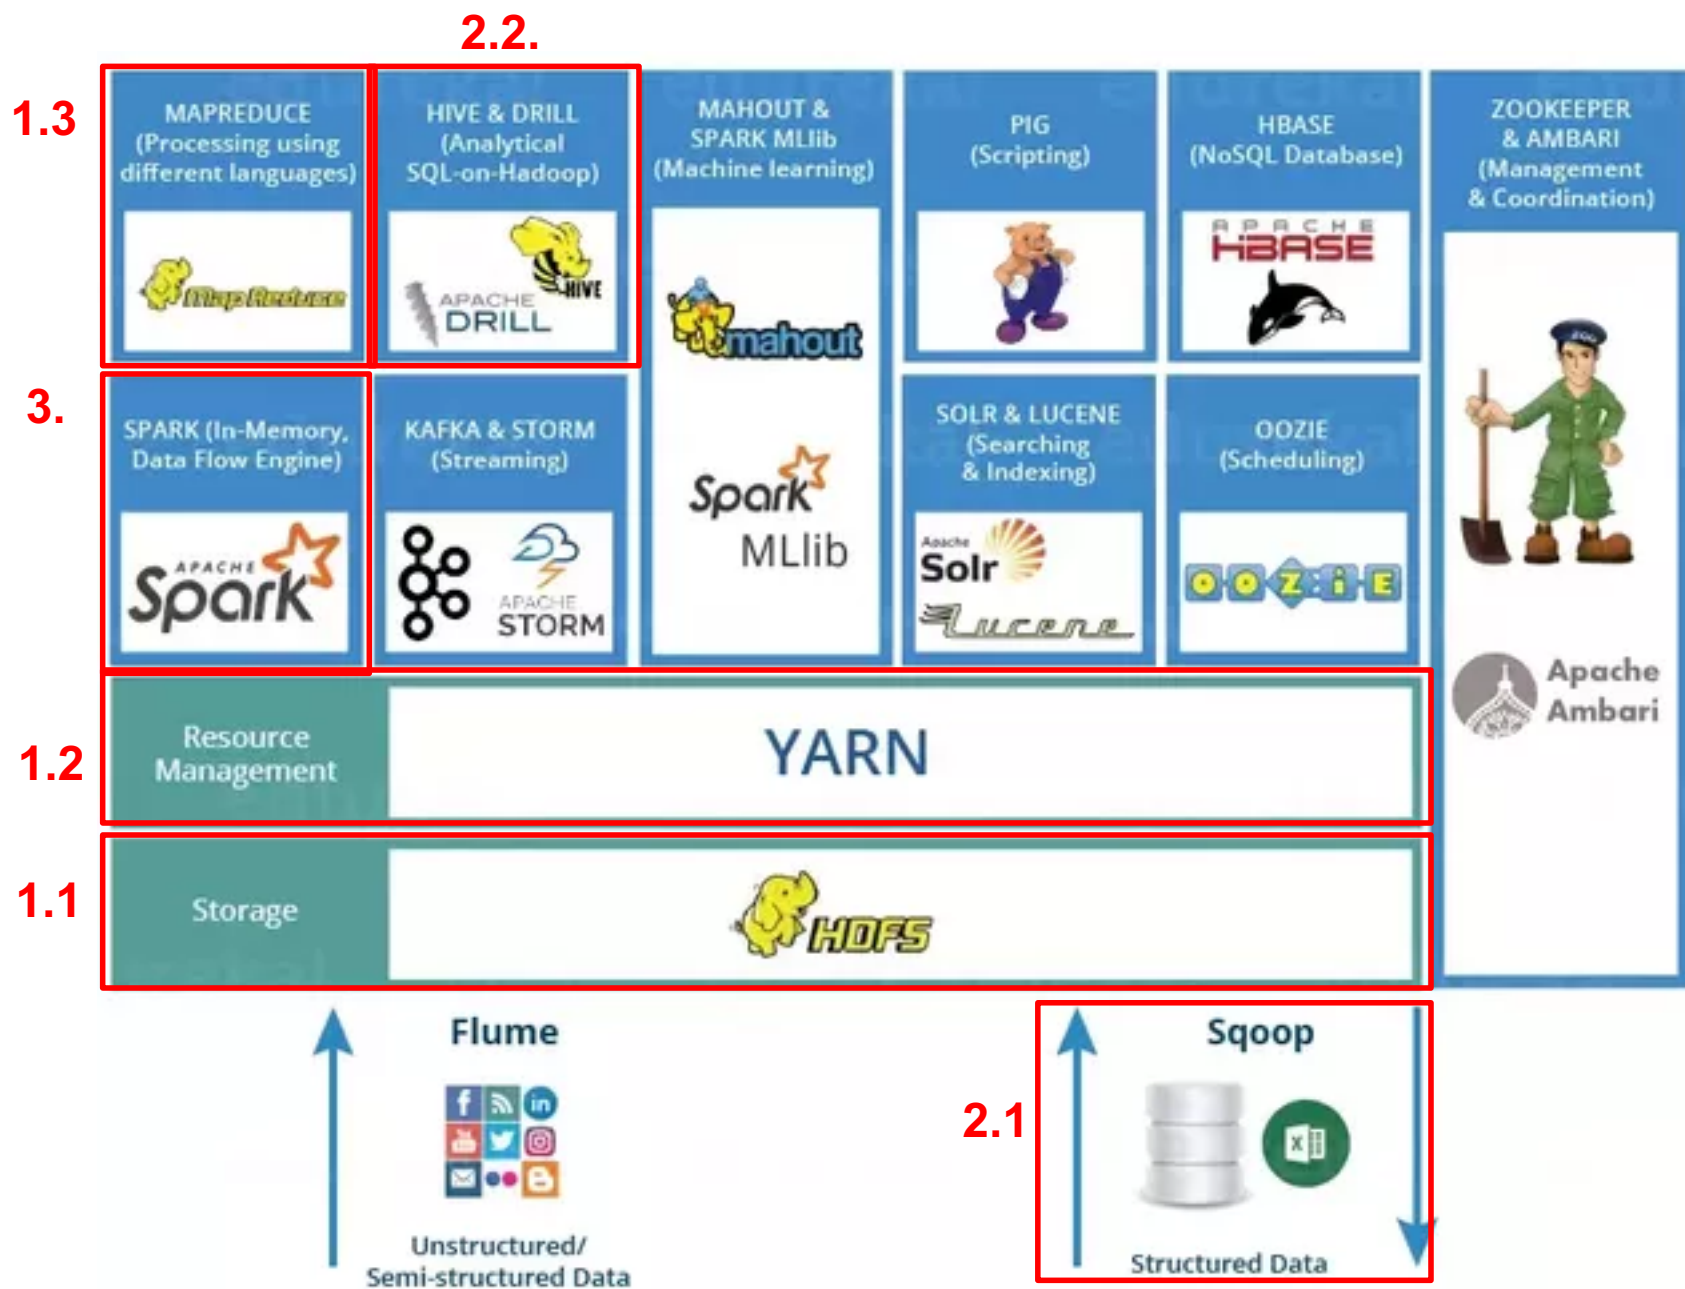 2.2.
1.3
MAPREDUCE
(Processing using
different languages)
Map Reduce
HIVE & DRILL
(Analytical
SQL-on-Hadoop)
HIVE
APACHE
DRILL
MAHOUT &
SPARK MLlib
(Machine learning)
mahout
Spark
MLlib
PIG
(Scripting)
HBASE
(NoSQL Database)
APACHE
HBASE
ZOOKEEPER
& AMBARI
(Management
& Coordination)
ZOO
Apache
Ambari
3.
SPARK (In-Memory,
Data Flow Engine)
APACHE
Spark
KAFKA & STORM
(Streaming)
APACHE
STORM
SOLR & LUCENE
(Searching
& Indexing)
Apache
Solr
Lucene
OOZIE
(Scheduling)
OOZiE
1.2
Resource
Management
YARN
1.1
Storage
HDFS
Flume
f
in
Unstructured/
Semi-structured Data
2.1
Sqoop
X
Structured Data